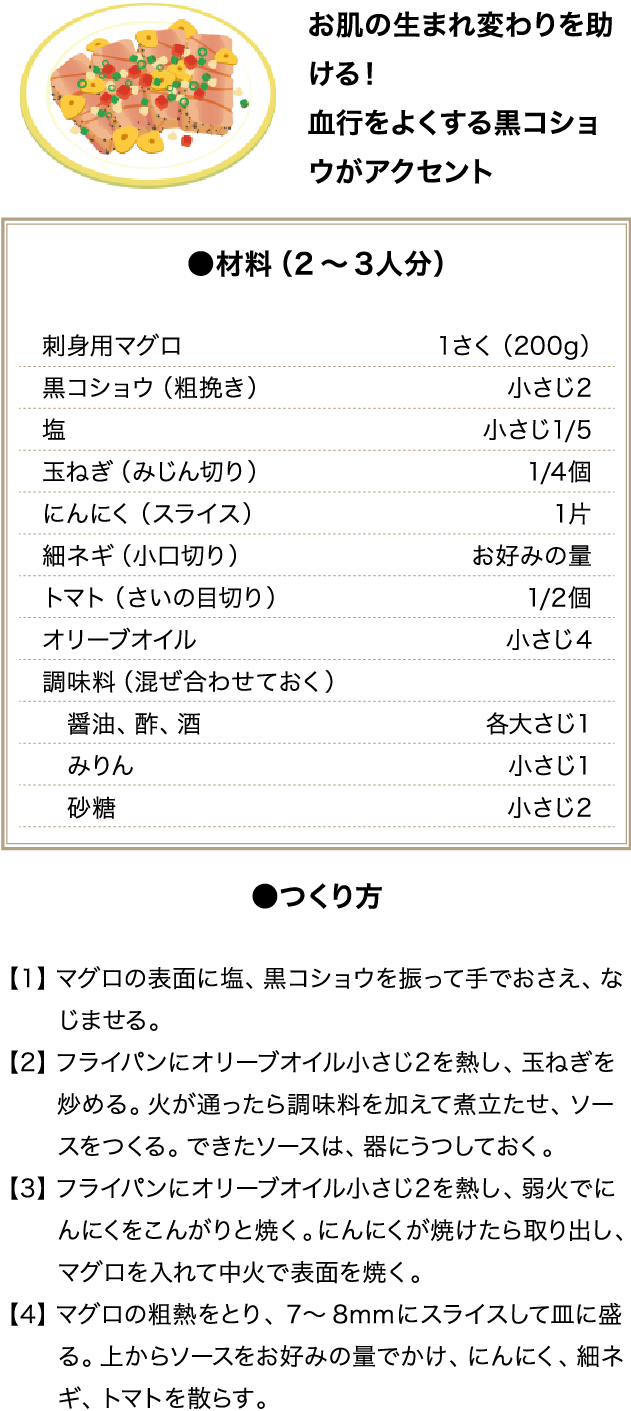 お肌の生まれ変わりを助
ける！
血行をよくする黒コショ
ウがアクセント
●材料（2～3人分）
刺身用マグロ 1さく（200g）
黒コショウ（粗挽き） 小さじ2
塩 小さじ1/5
玉ねぎ（みじん切り） 1/4個
にんにく（スライス） 1片
細ネギ（小口切り） お好みの量
トマト（さいの目切り） 1/2個
オリーブオイル 小さじ4
調味料（混ぜ合わせておく）
醤油、酢、酒 各大さじ1
みりん 小さじ1
砂糖 小さじ2
●つくり方
【1】マグロの表面に塩、黒コショウを振って手でおさえ、な
じませる。
【2】フライパンにオリーブオイル小さじ2を熱し、玉ねぎを
炒める。火が通ったら調味料を加えて煮立たせ、ソー
スをつくる。できたソースは、器にうつしておく。
【3】フライパンにオリーブオイル小さじ2を熱し、弱火でに
んにくをこんがりと焼く。にんにくが焼けたら取り出し、
マグロを入れて中火で表面を焼く。
【4】マグロの粗熱をとり、7～8mmにスライスして皿に盛
る。上からソースをお好みの量でかけ、にんにく、細ネ
ギ、トマトを散らす。